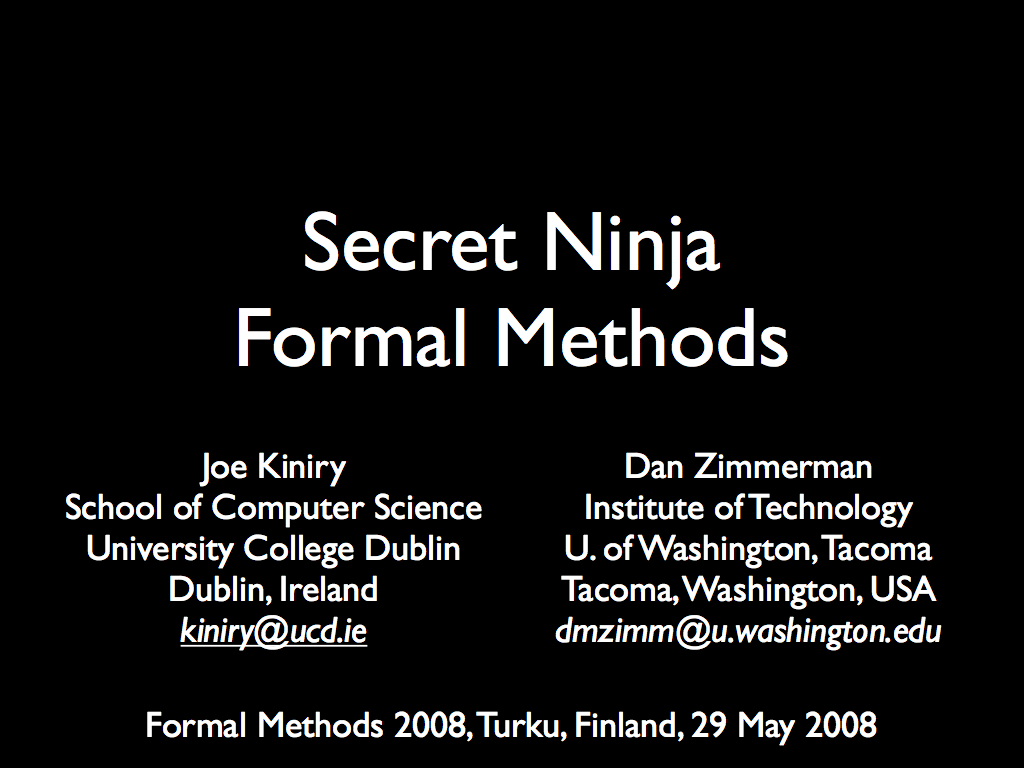 Secret Ninja
Formal Methods
Joe Kiniry
School of Computer Science
University College Dublin
Dublin, Ireland
kiniry@ucd.ie
Dan Zimmerman
Institute of Technology
U. of Washington, Tacoma
Tacoma, Washington, USA
dmzimm@u.washington.edu
Formal Methods 2008, Turku, Finland, 29 May 2008